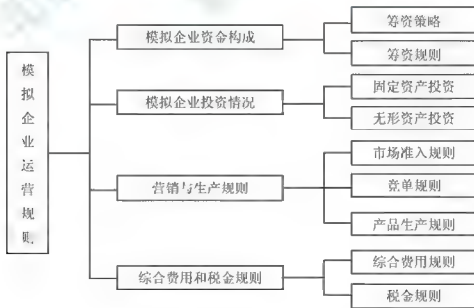 模拟企业运营规则
模拟企业资金构成
筹资策略
筹资规则
模拟企业投资情况
固定资产投资
无形资产投资
营销与生产规则
市场准入规则
竞单规则
产品生产规则
综合费用和税金规则
综合费用规则
税金规则